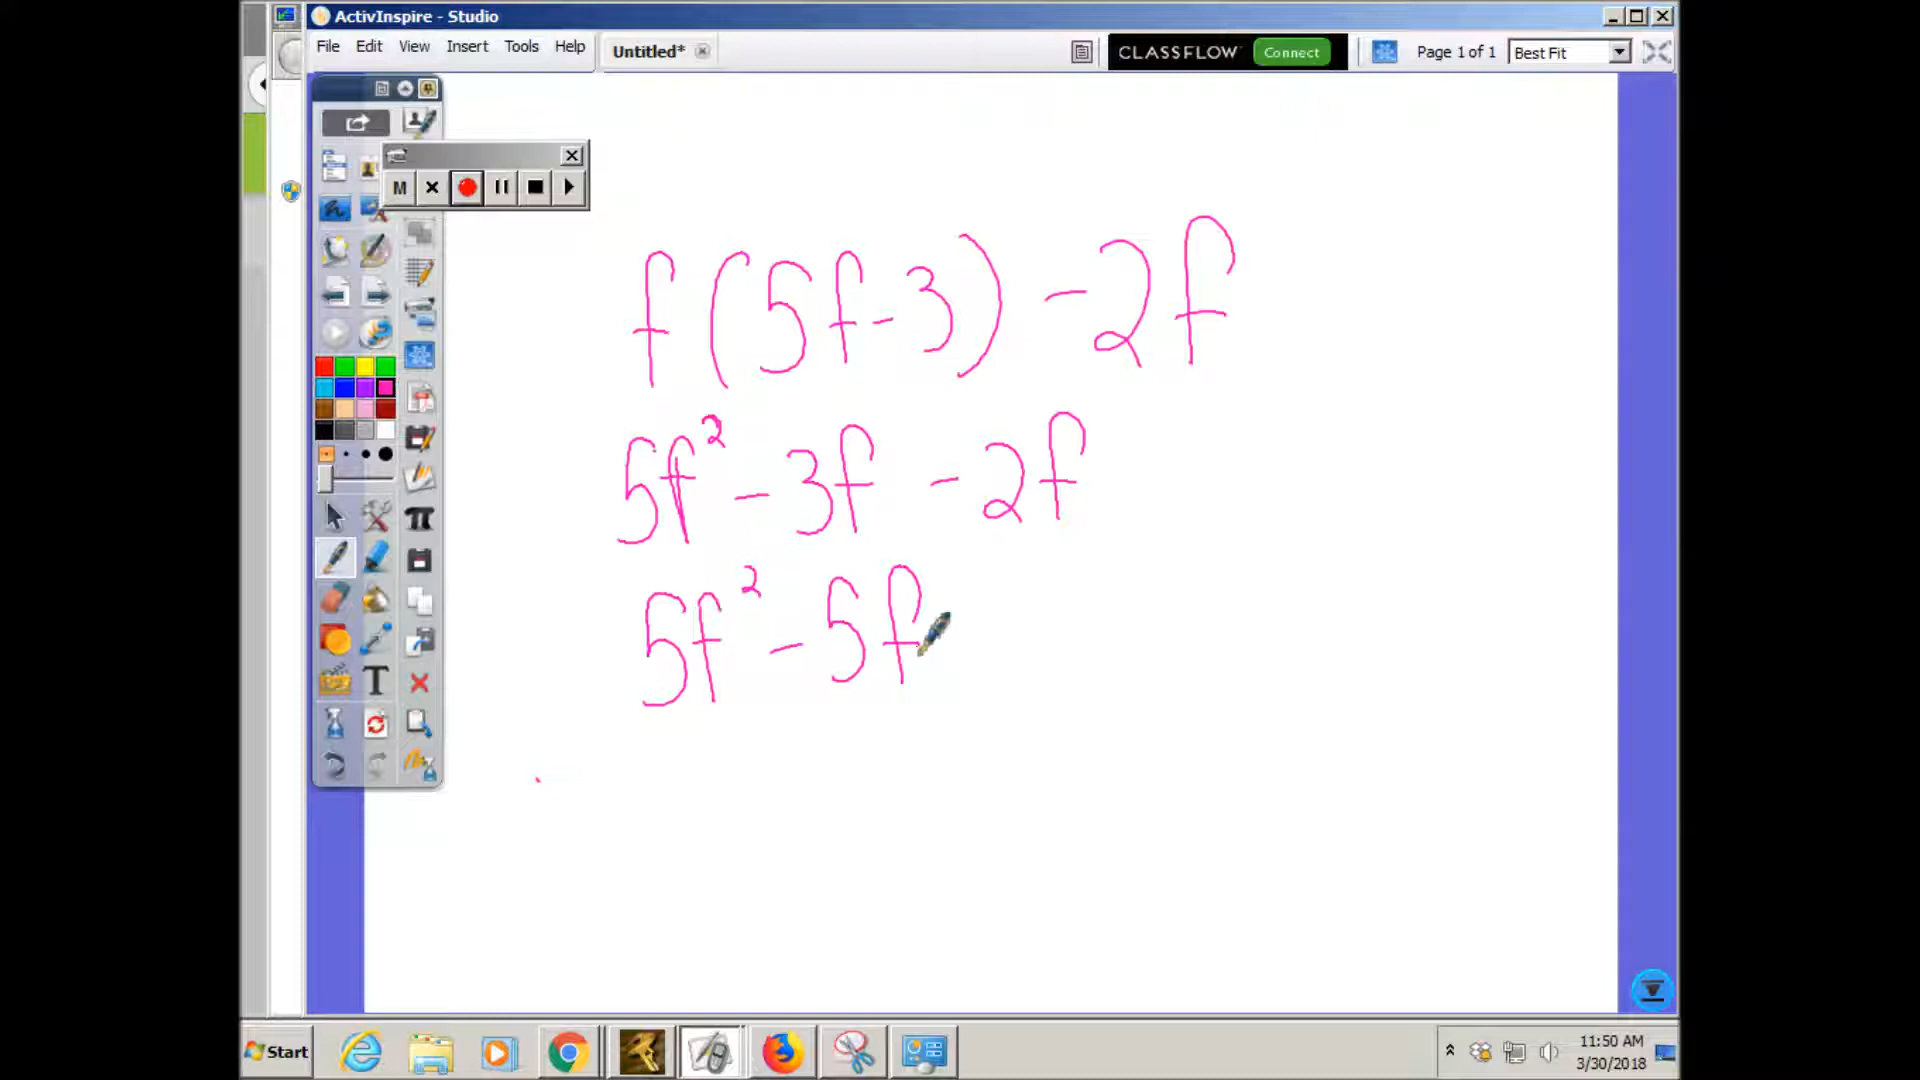 ActivInspire - Studio
File Edit View Insert Tools Help
Untitled*
CLASSFLOW Connect
Page 1 of 1
Best Fit
M
f(5f-3) -2f
5f² - 3f - 2f
5f² - 5f
T
Start
11:50 AM
3/30/2018